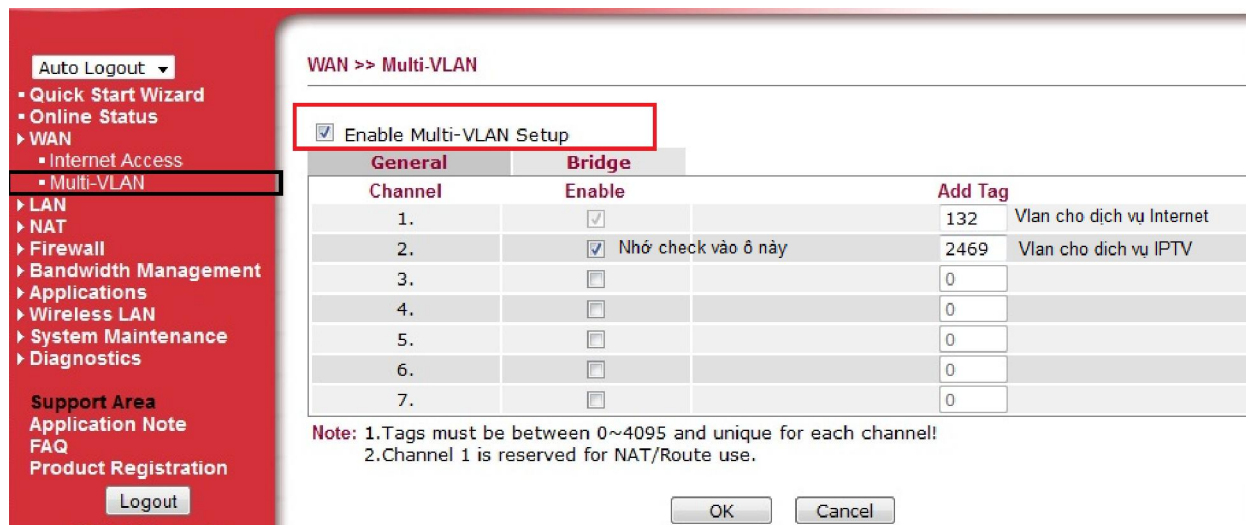 Auto Logout
Quick Start Wizard
Online Status
WAN
Internet Access
Multi-VLAN
LAN
NAT
Firewall
Bandwidth Management
Applications
Wireless LAN
System Maintenance
Diagnostics
Support Area
Application Note
FAQ
Product Registration
Logout
WAN >> Multi-VLAN
Enable Multi-VLAN Setup
General Bridge
Channel Enable Add Tag
1. 132 Vlan cho dịch vụ Internet
2. Nhớ check vào ô này 2469 Vlan cho dich vụ IPTV
3. 0
4. 0
5. 0
6. 0
7. 0
Note: 1.Tags must be between 0~4095 and unique for each channel!
2.Channel 1 is reserved for NAT/Route use.
OK Cancel